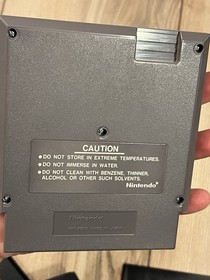 CAUTION
• DO NOT STORE IN EXTREME TEMPERATURES.
• DO NOT IMMERSE IN WATER.
• DO NOT CLEAN WITH BENZENE, THINNER,
ALCOHOL OR OTHER SUCH SOLVENTS.
Nintendo®